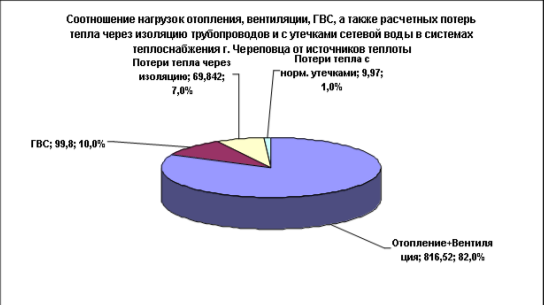 Соотношение нагрузок отопления, вентиляции, ГВС, а также расчетных потерь
тепла через изоляцию трубопроводов и с утечками сетевой воды в системах
теплоснабжения г. Череповца от источников теплоты
Потери тепла через
изоляцию; 69,842;
7,0%
Потери тепла с
норм. утечками; 9,97;
1,0%
ГВС; 99,8; 10,0%
Отопление+Вентиля
ция; 816,52; 82,0%